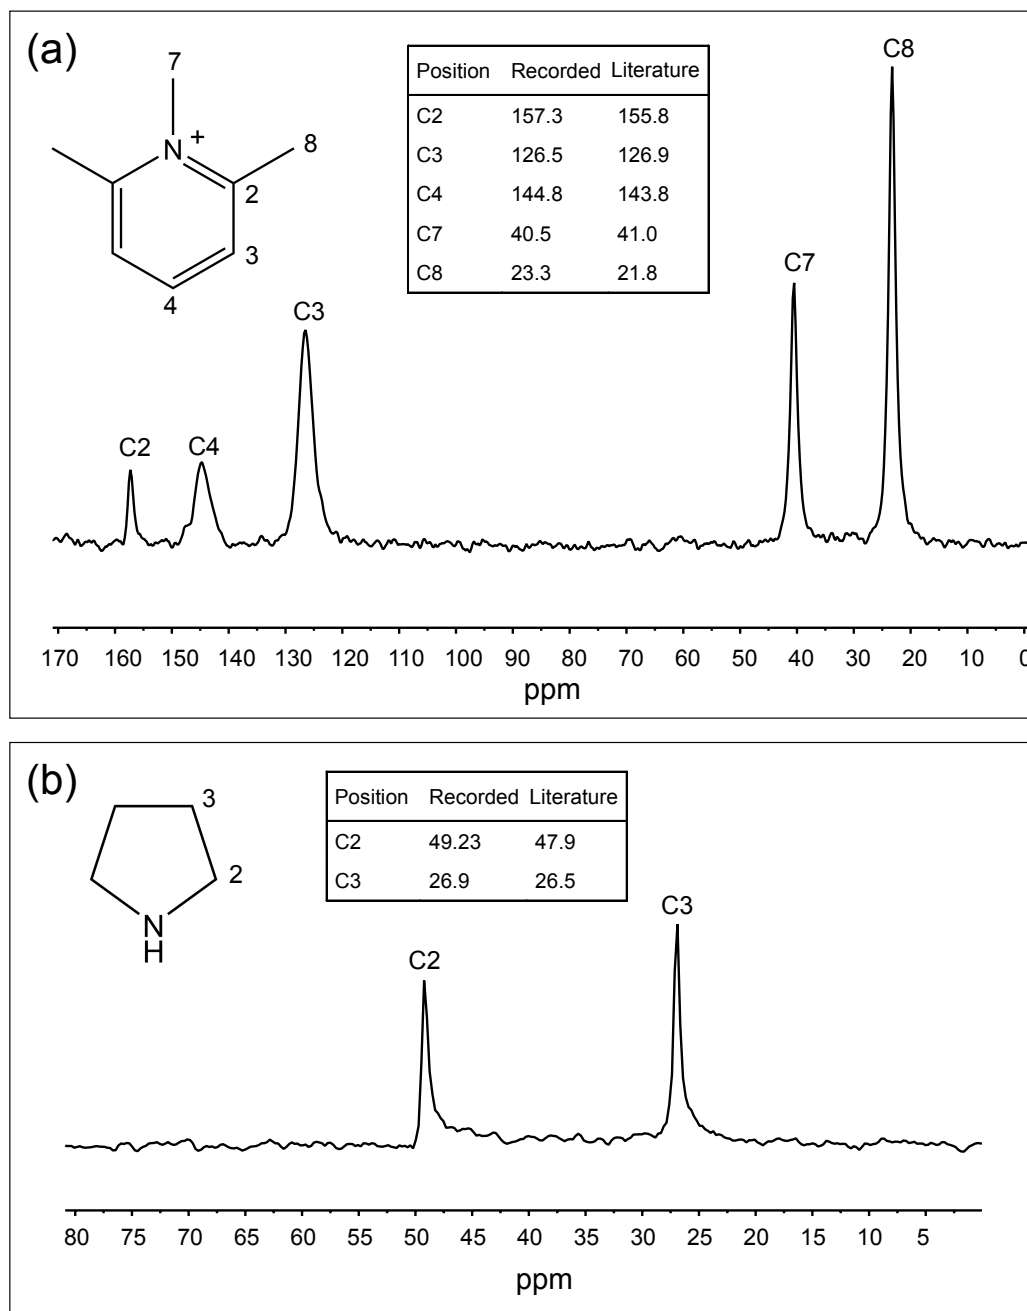 (a)
7
N
+
8
2
3
4
Position Recorded Literature
C2 157.3 155.8
C3 126.5 126.9
C4 144.8 143.8
C7 40.5 41.0
C8 23.3 21.8
C8
C7
C3
C2 C4
170 160 150 140 130 120 110 100 90 80 70 60 50 40 30 20 10 0
ppm
(b)
3
2
N
H
Position Recorded Literature
C2 49.23 47.9
C3 26.9 26.5
C3
C2
80 75 70 65 60 55 50 45 40 35 30 25 20 15 10 5
ppm